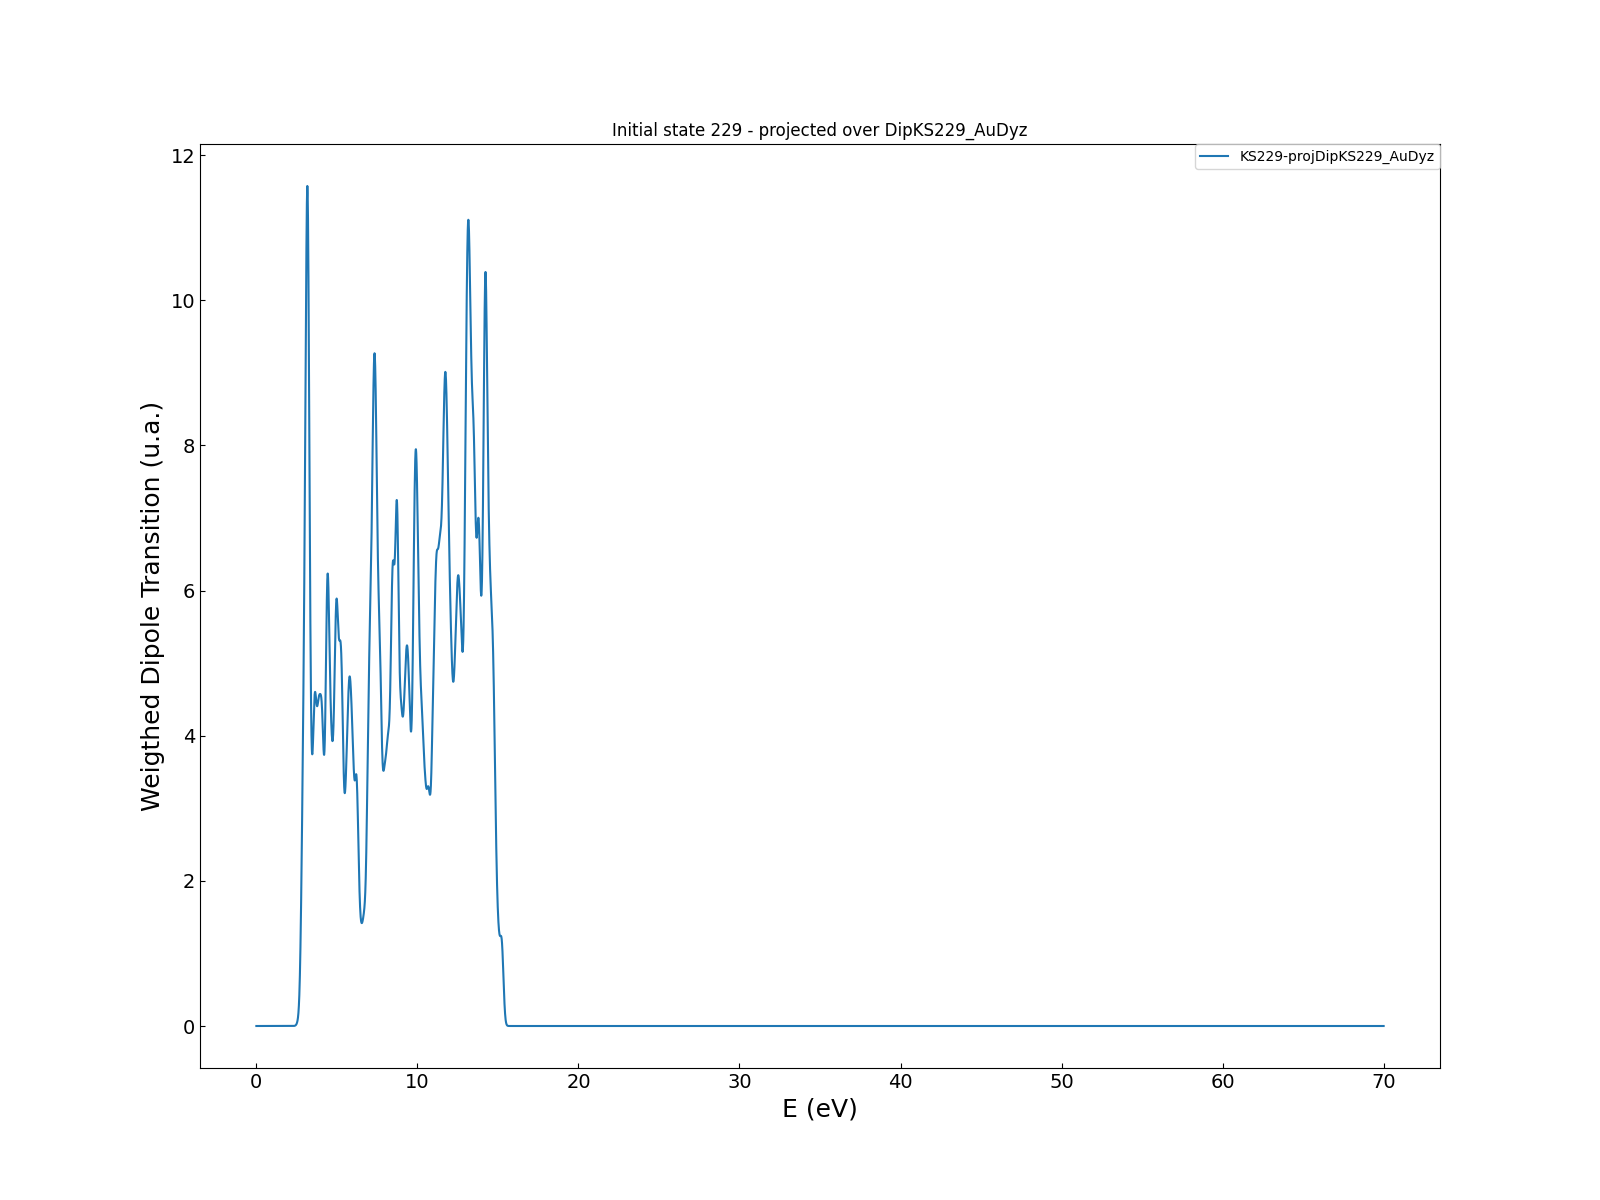 Initial state 229 - projected over DipKS229_AuDyz
KS229-projDipKS229_AuDyz
Weigthed Dipole Transition (u.a.)
12
10
8
6
4
2
0
0 10 20 30 40 50 60 70
E (eV)